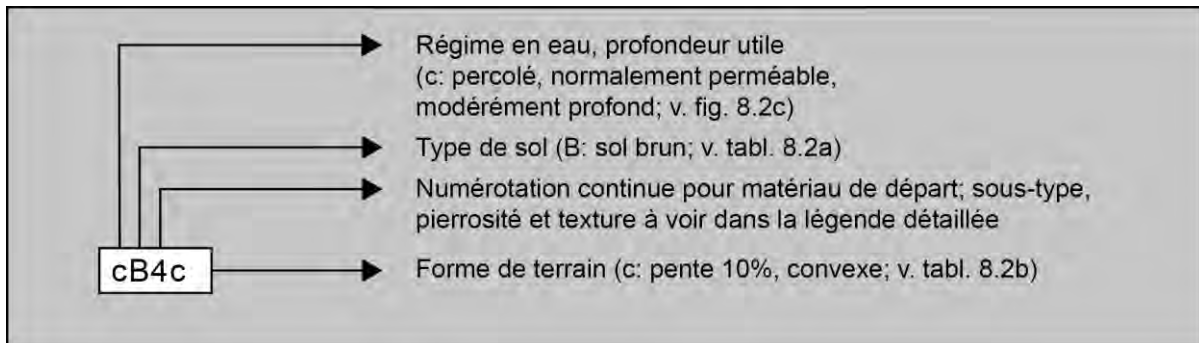 Régime en eau, profondeur utile
(c: percolé, normalement perméable,
modérément profond; v. fig. 8.2c)
Type de sol (B: sol brun; v. tabl. 8.2a)
Numérotation continue pour matériau de départ; sous-type,
pierrosité et texture à voir dans la légende détaillée
cB4c
Forme de terrain (c: pente 10%, convexe; v. tabl. 8.2b)